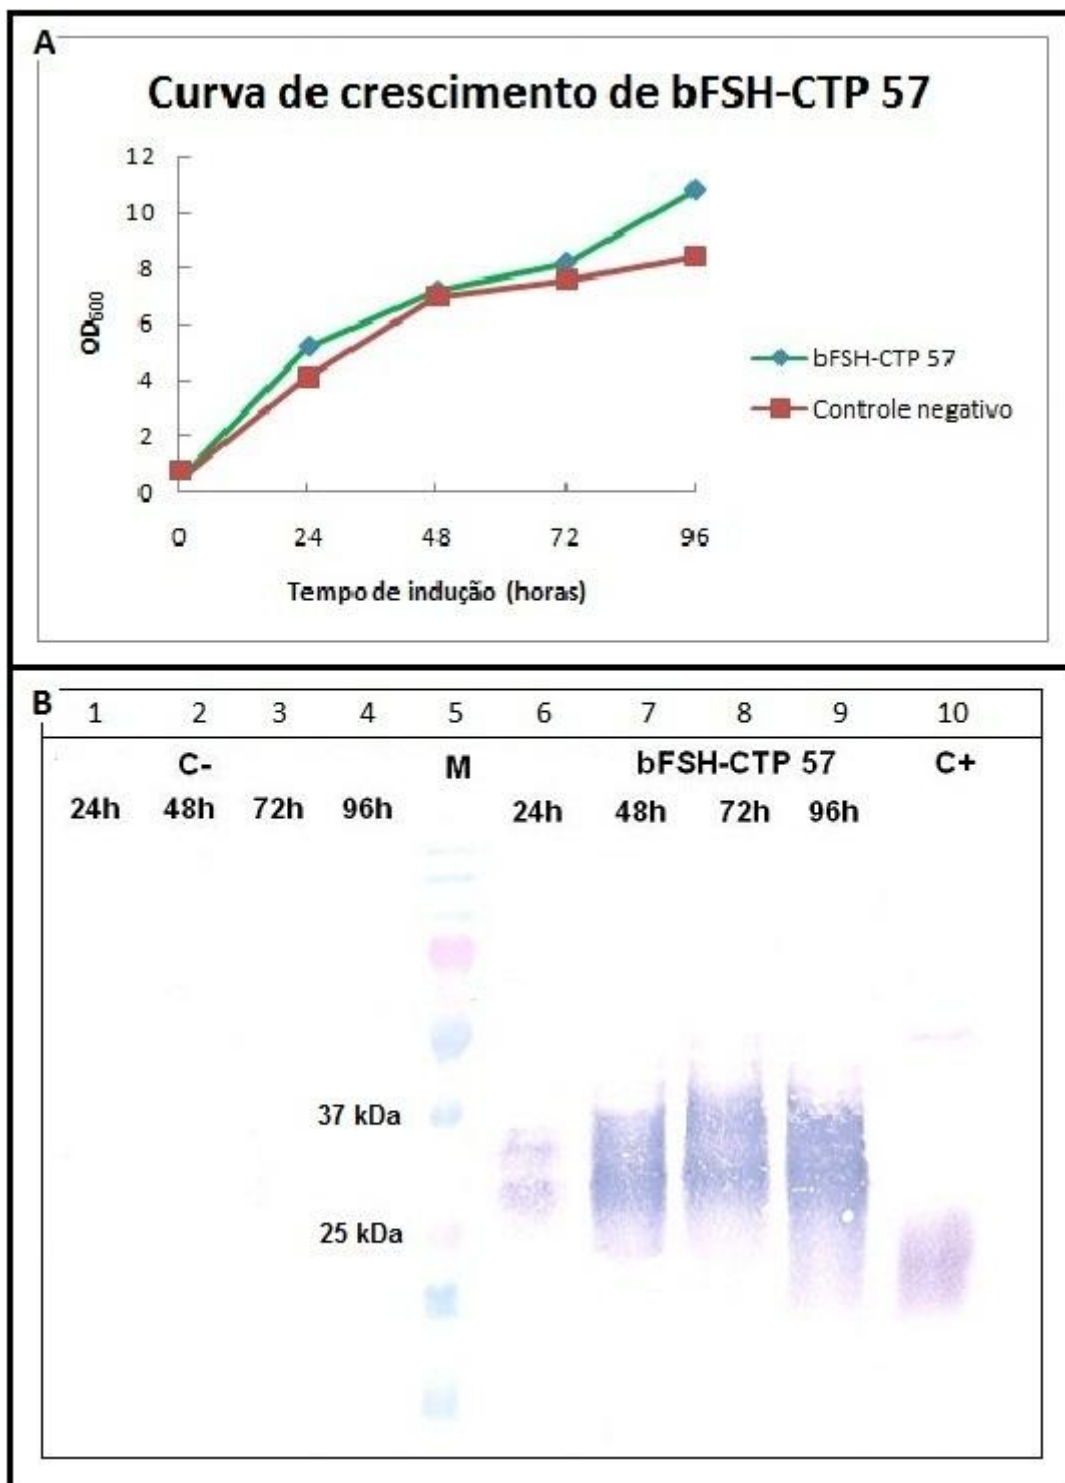 A
Curva de crescimento de bFSH-CTP 57
12
10
8
6
4
2
0
OD600
0 24 48 72 96
Tempo de indução (horas)
bFSH-CTP 57
Controle negativo
B
1 2 3 4 5 6 7 8 9 10
C- M bFSH-CTP 57 C+
24h 48h 72h 96h 24h 48h 72h 96h
37 kDa
25 kDa